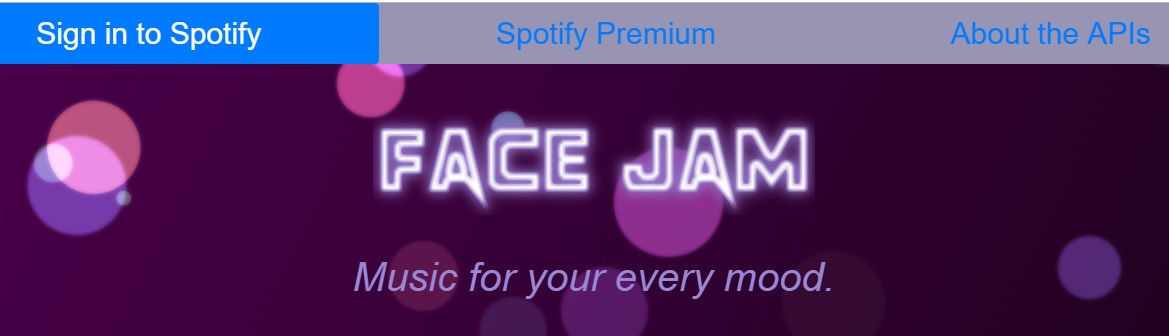 Sign in to Spotify
Spotify Premium
About the APIs
FACE JAM
Music for your every mood.